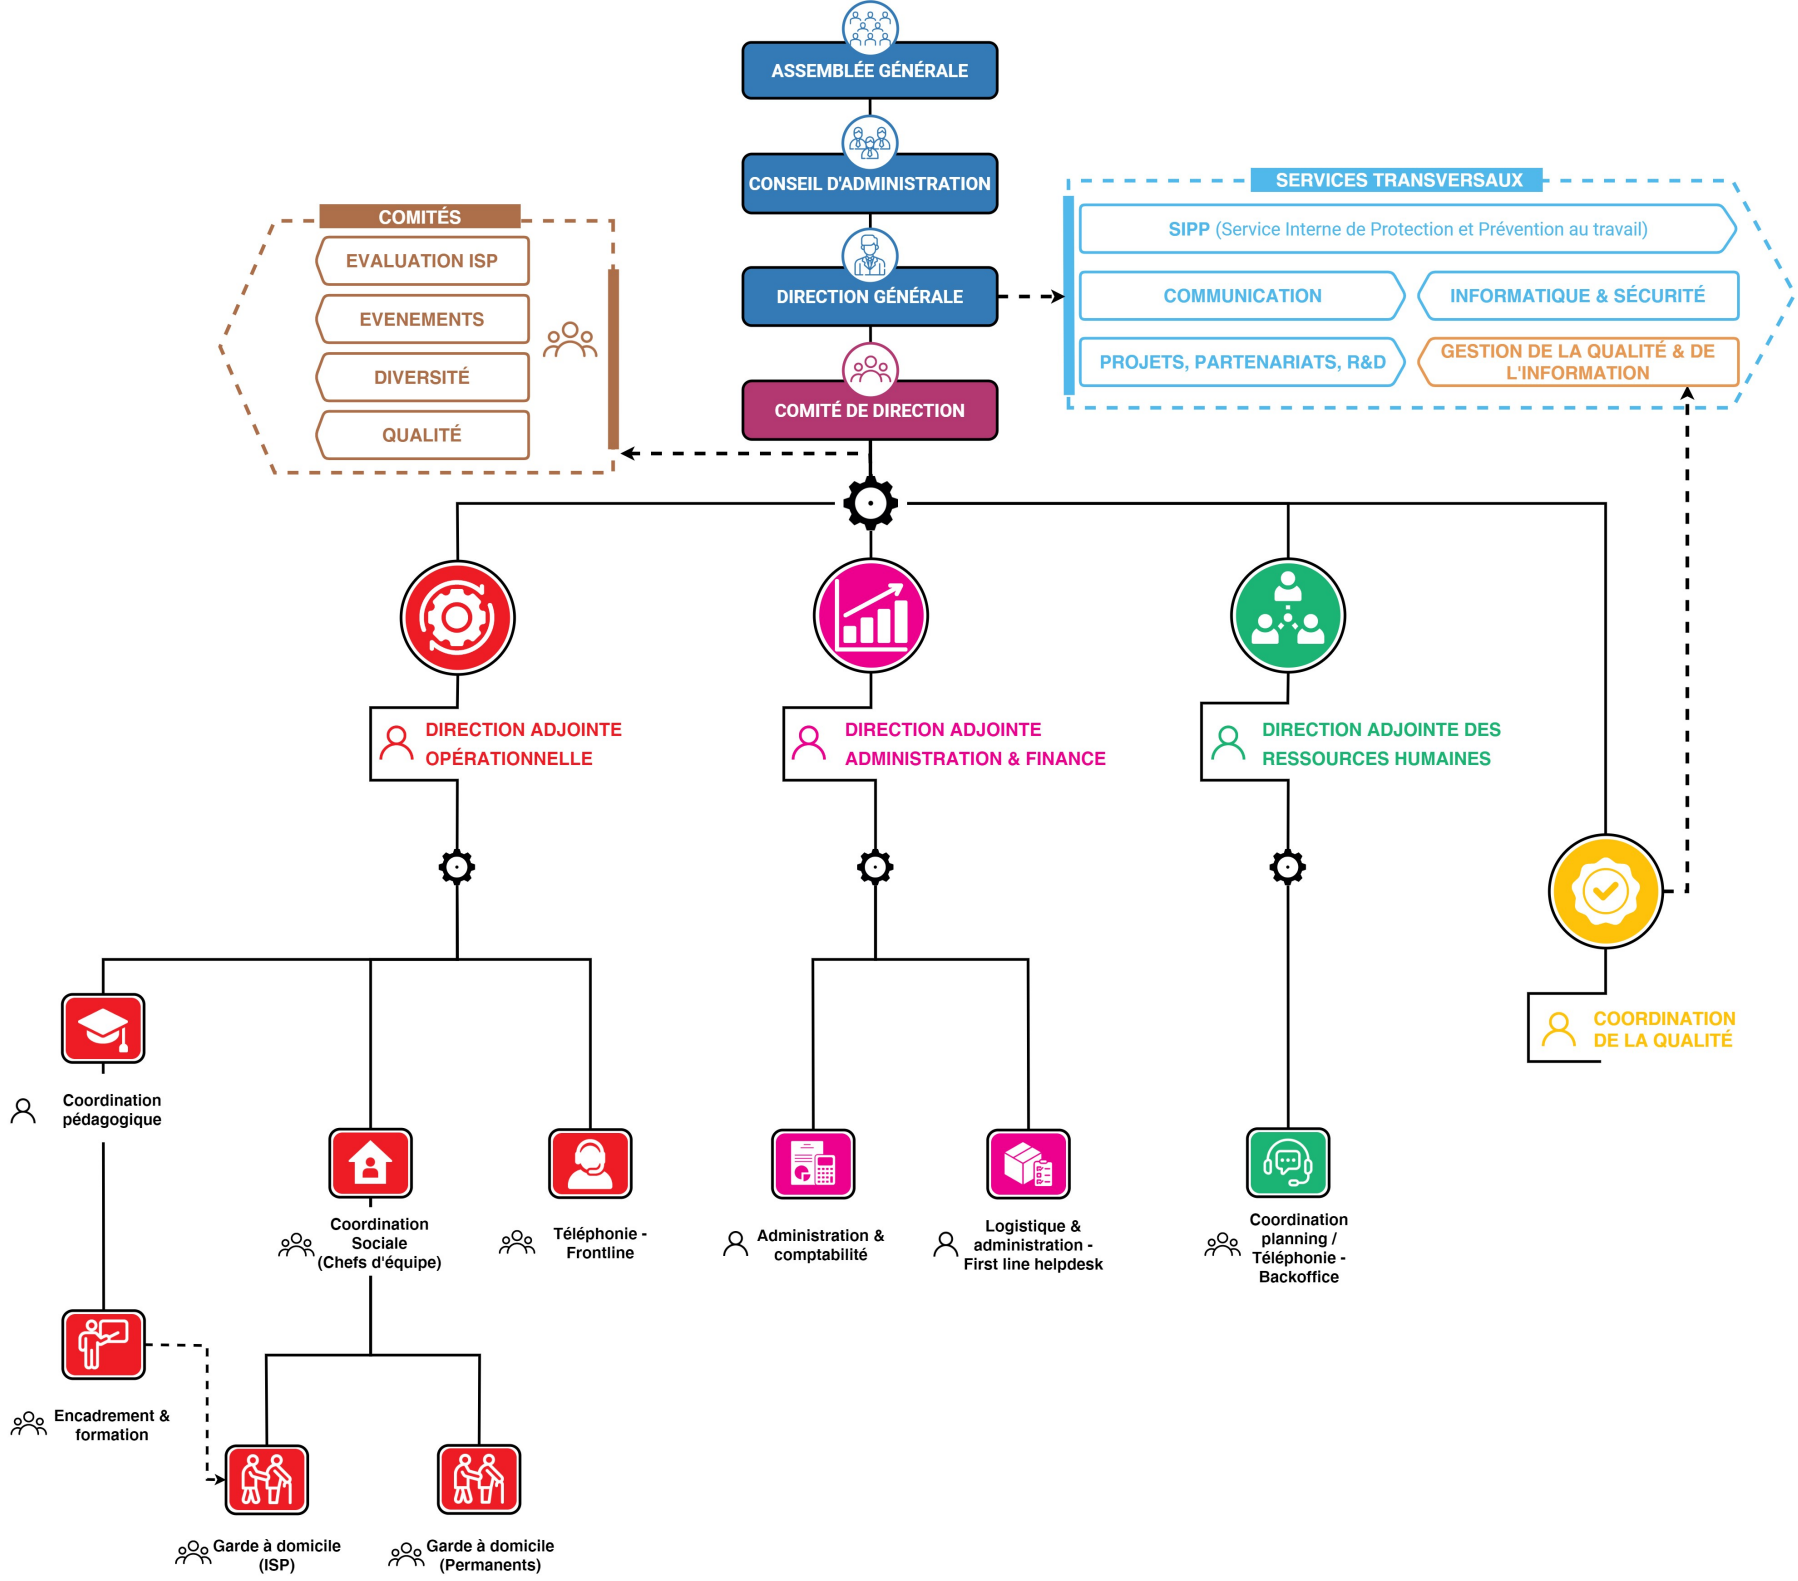 ASSEMBLÉE GÉNÉRALE
CONSEIL D'ADMINISTRATION
DIRECTION GÉNÉRALE
COMITÉ DE DIRECTION
COMITÉS
EVALUATION ISP
EVENEMENTS
DIVERSITÉ
QUALITÉ
SERVICES TRANSVERSAUX
SIPP (Service Interne de Protection et Prévention au travail)
COMMUNICATION
INFORMATIQUE & SÉCURITÉ
PROJETS, PARTENARIATS, R&D
GESTION DE LA QUALITÉ & DE
L'INFORMATION
DIRECTION ADJOINTE
OPÉRATIONNELLE
DIRECTION ADJOINTE
ADMINISTRATION & FINANCE
DIRECTION ADJOINTE DES
RESSOURCES HUMAINES
COORDINATION
DE LA QUALITÉ
Coordination
pédagogique
Coordination
Sociale
(Chefs d'équipe)
Téléphonie -
Frontline
Administration &
comptabilité
Logistique &
administration -
First line helpdesk
Coordination
planning /
Téléphonie -
Backoffice
Encadrement &
formation
Garde à domicile
(ISP)
Garde à domicile
(Permanents)